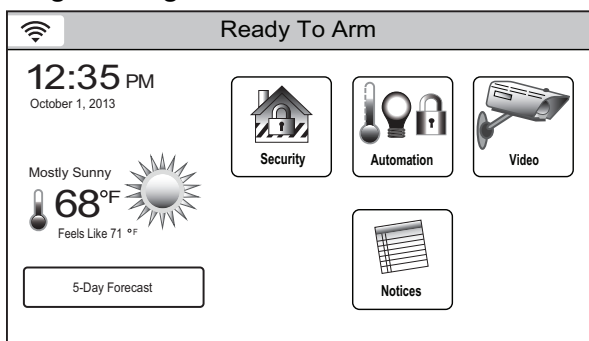 Ready To Arm
12:35 PM
October 1, 2013
Mostly Sunny
68°F
Feels Like 71 °F
5-Day Forecast
Security
Automation
Video
Notices